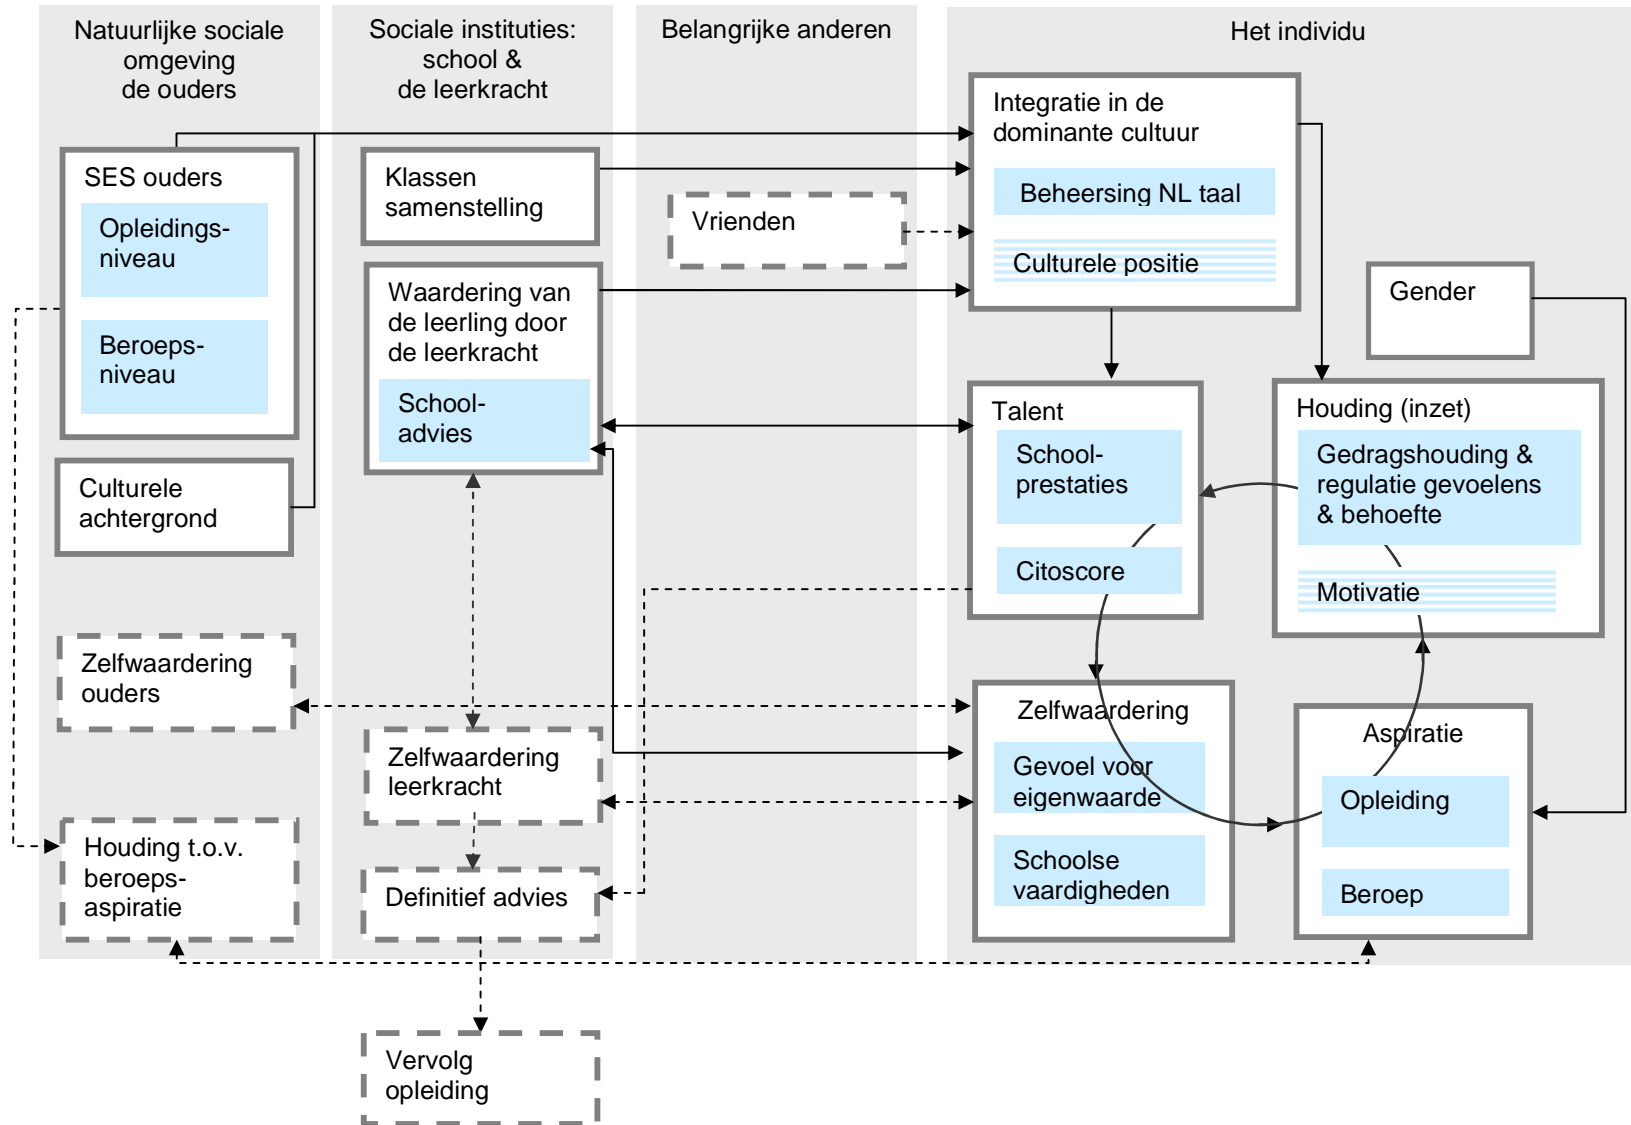 Natuurlijke sociale
omgeving
de ouders
Sociale instituties:
school &
de leerkracht
Belangrijke anderen
Het individu
SES ouders
Opleidings-
niveau
Beroeps-
niveau
Culturele
achtergrond
Zelfwaardering
ouders
Houding t.o.v.
beroeps-
aspiratie
Klassen
samenstelling
Waardering van
de leerling door
de leerkracht
School-
advies
Zelfwaardering
leerkracht
Definitief advies
Vervolg
opleiding
Vrienden
Integratie in de
dominante cultuur
Beheersing NL taal
Culturele positie
Gender
Talent
School-
prestaties
Citoscore
Houding (inzet)
Gedragshouding &
regulatie gevoelens
& behoefte
Motivatie
Zelfwaardering
Gevoel voor
eigenwaarde
Schoolse
vaardigheden
Aspiratie
Opleiding
Beroep